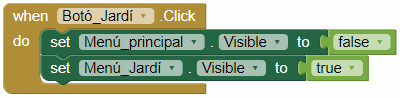 when Botó_Jardí .Click
do set Menú_principal . Visible to false
set Menú_Jardí . Visible to true